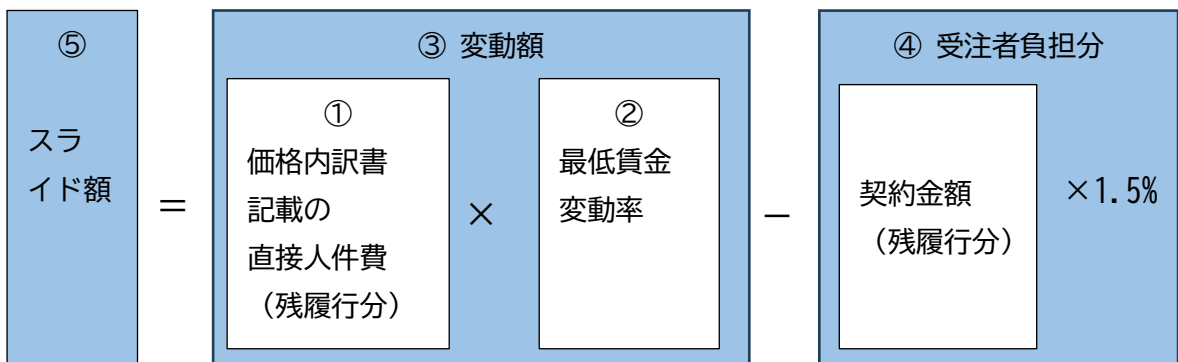 ⑤
スラ
イド額
＝
③ 変動額
①
価格内訳書
記載の
直接人件費
（残履行分）
×
②
最低賃金
変動率
－
④ 受注者負担分
契約金額
（残履行分）
×1.5%